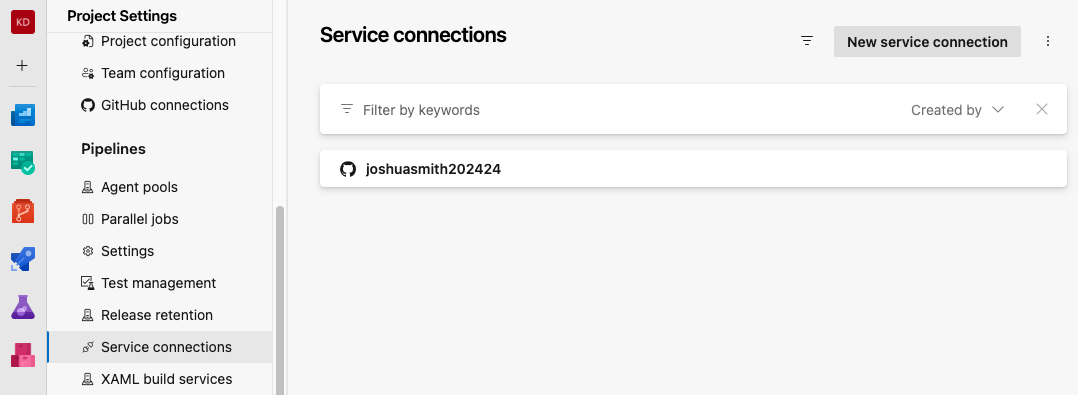 KD
Project Settings
Project configuration
Team configuration
GitHub connections
Pipelines
Agent pools
Parallel jobs
Settings
Test management
Release retention
Service connections
XAML build services
Service connections
New service connection
Filter by keywords
Created by
joshuasmith202424